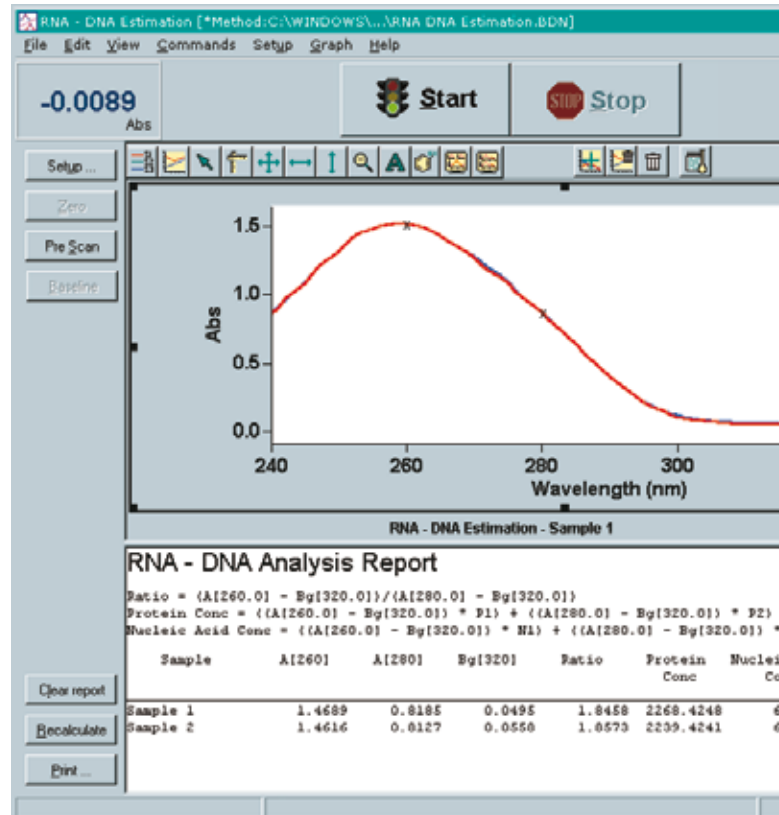 RNA - DNA Estimation [*Method:C:\WINDOWS\...\RNA DNA Estimation.BDN]
File Edit View Commands Setup Graph Help
-0.0089
Abs
Start
STOP Stop
Setup ...
Zero
Pre Scan
Baseline
1.5
1.0
0.5
0.0
Abs
240 260 280 300
Wavelength (nm)
RNA - DNA Estimation - Sample 1
RNA - DNA Analysis Report
Ratio = (A[260.0] - Bg[320.0])/(A[280.0] - Bg[320.0])
Protein Conc = ((A[260.0] - Bg[320.0]) * P1) + ((A[280.0] - Bg[320.0]) * P2)
Nucleic Acid Conc = ((A[260.0] - Bg[320.0]) * N1) + ((A[280.0] - Bg[320.0]) *
Sample A[260] A[280] Bg[320] Ratio Protein Nuclei
Conc Co
Sample 1 1.4689 0.8185 0.0495 1.8458 2268.4248 6
Sample 2 1.4616 0.8127 0.0558 1.8573 2239.4241 6
Clear report
Recalculate
Print ...